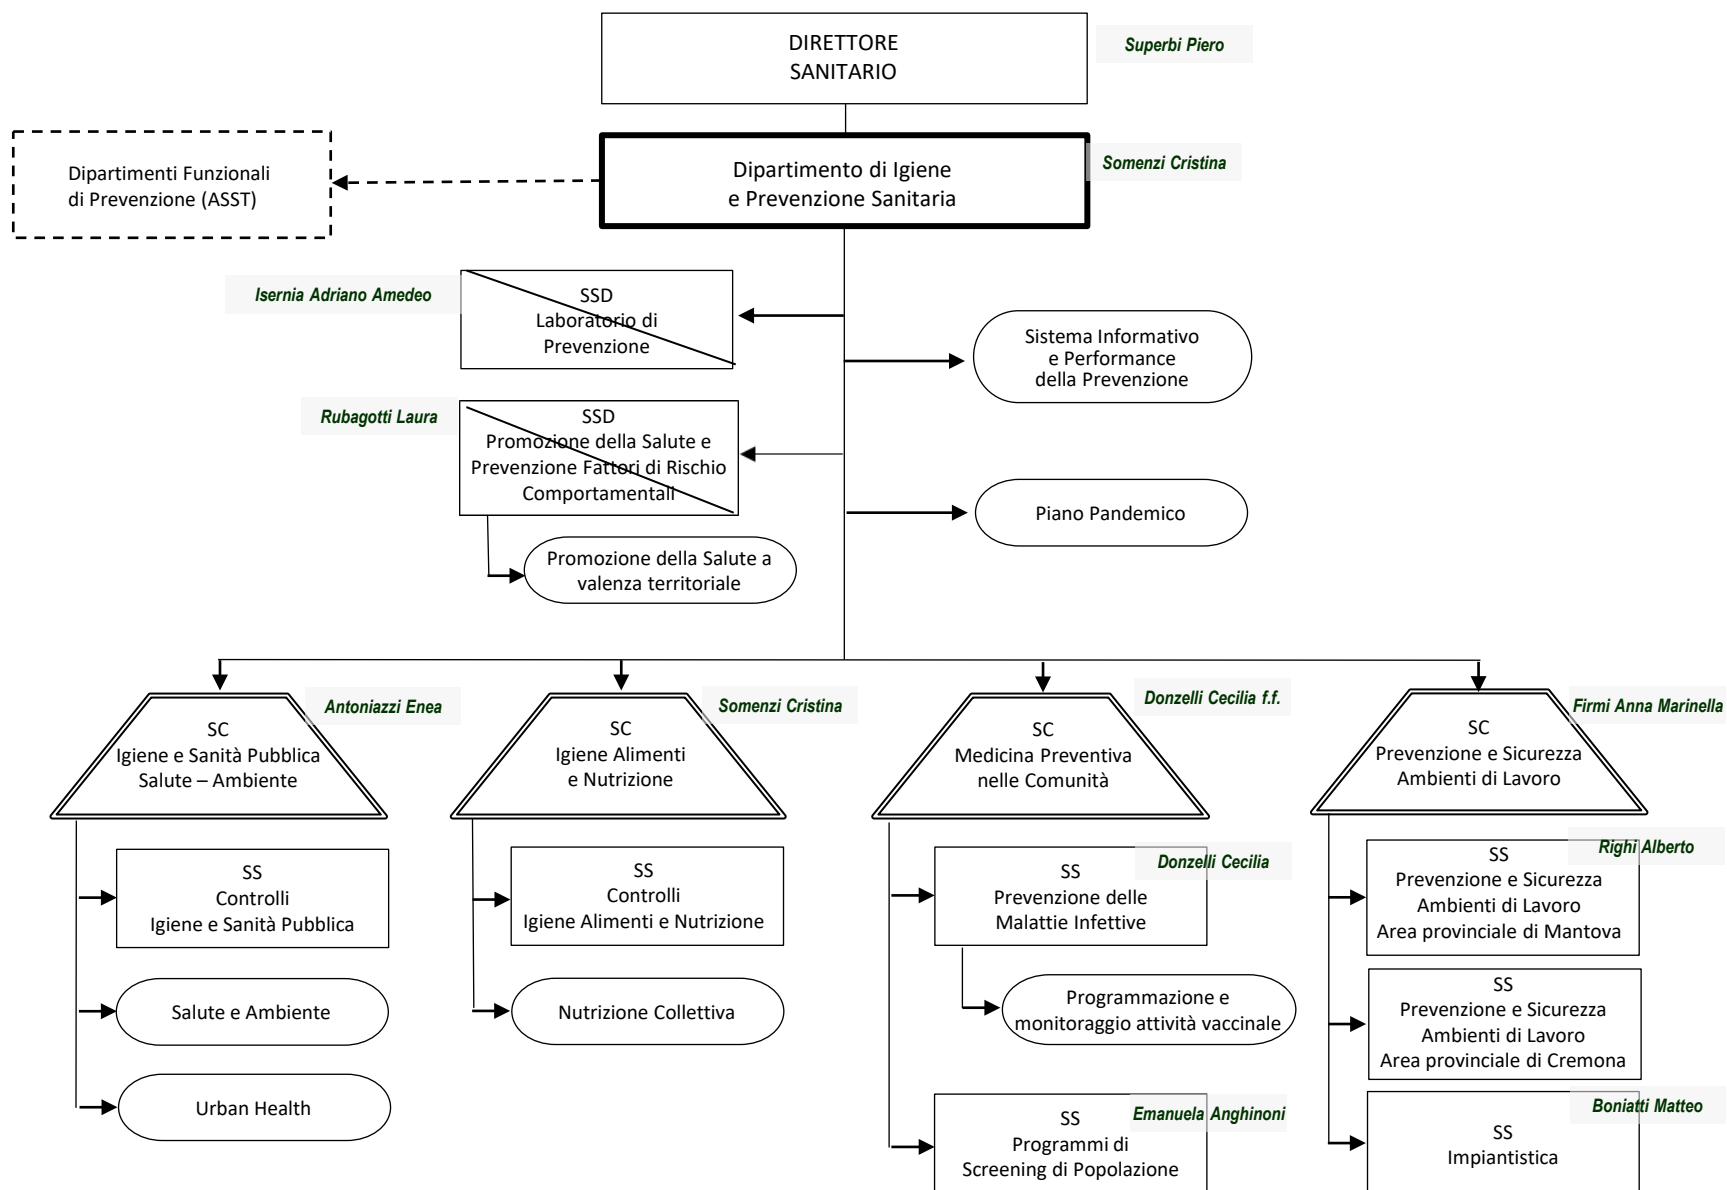 DIRETTORE
SANITARIO
Superbi Piero
Dipartimenti Funzionali
di Prevenzione (ASST)
Dipartimento di Igiene
e Prevenzione Sanitaria
Somenzi Cristina
Isernia Adriano Amedeo
SSD
Laboratorio di
Prevenzione
Sistema Informativo
e Performance
della Prevenzione
Rubagotti Laura
SSD
Promozione della Salute e
Prevenzione Fattori di Rischio
Comportamentali
Piano Pandemico
Promozione della Salute a
valenza territoriale
Antoniazzi Enea
SC
Igiene e Sanità Pubblica
Salute – Ambiente
Somenzi Cristina
SC
Igiene Alimenti
e Nutrizione
Donzelli Cecilia f.f.
SC
Medicina Preventiva
nelle Comunità
Firmi Anna Marinella
SC
Prevenzione e Sicurezza
Ambienti di Lavoro
SS
Controlli
Igiene e Sanità Pubblica
Salute e Ambiente
Urban Health
SS
Controlli
Igiene Alimenti e Nutrizione
Nutrizione Collettiva
Donzelli Cecilia
SS
Prevenzione delle
Malattie Infettive
Programmazione e
monitoraggio attività vaccinale
Emanuela Anghinoni
SS
Programmi di
Screening di Popolazione
Righi Alberto
SS
Prevenzione e Sicurezza
Ambienti di Lavoro
Area provinciale di Mantova
SS
Prevenzione e Sicurezza
Ambienti di Lavoro
Area provinciale di Cremona
Boniatti Matteo
SS
Impiantistica